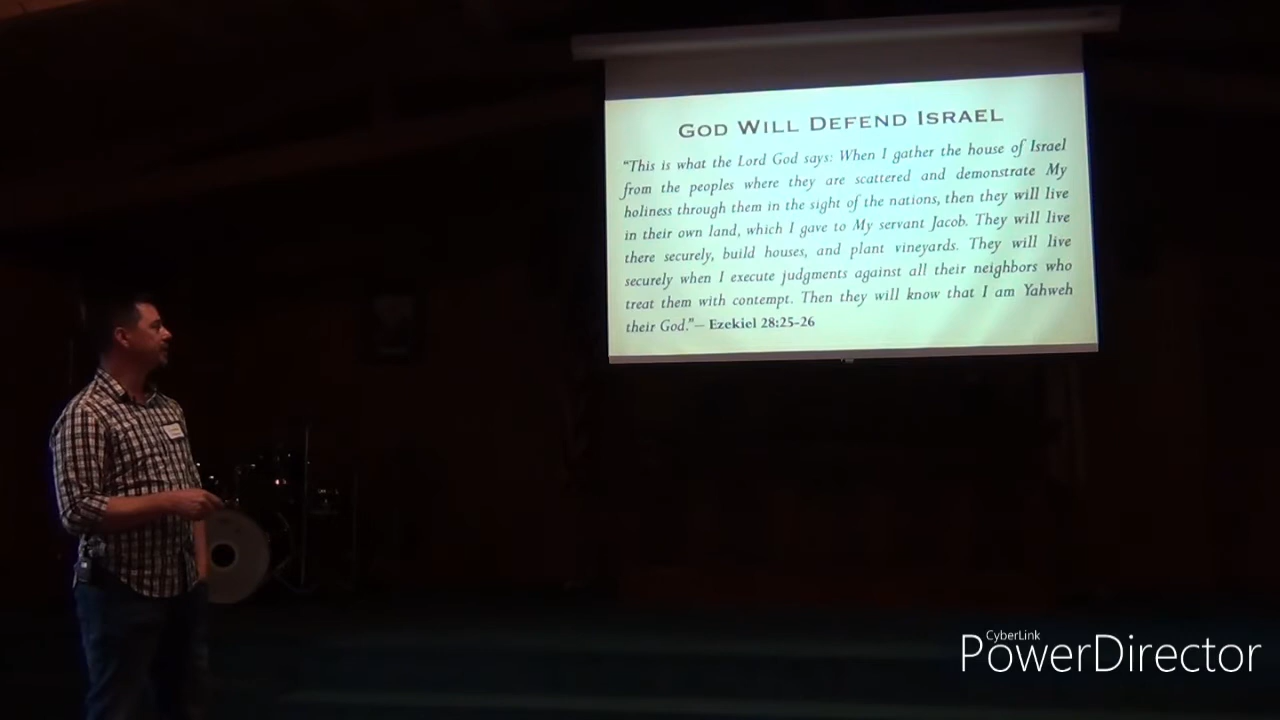 GOD WILL DEFEND ISRAEL
“This is what the Lord God says: When I gather the house of Israel
from the peoples where they are scattered and demonstrate My
holiness through them in the sight of the nations, then they will live
in their own land, which I gave to My servant Jacob. They will live
there securely, build houses, and plant vineyards. They will live
securely when I execute judgments against all their neighbors who
treat them with contempt. Then they will know that I am Yahweh
their God.”– Ezekiel 28:25-26
CyberLink
PowerDirector